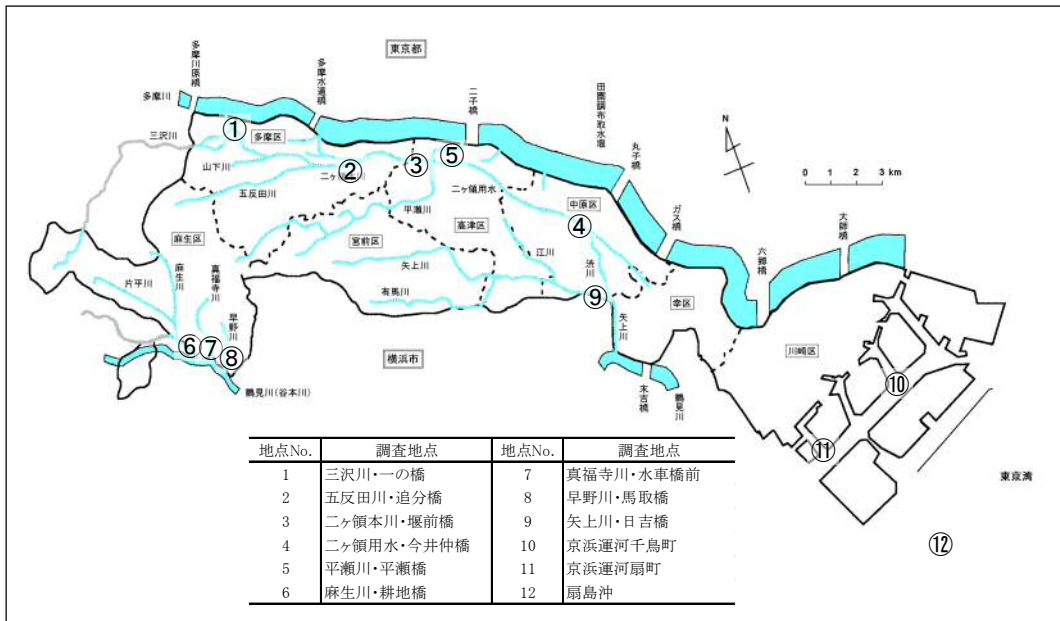 東京都
多摩川原橋
多摩水道橋
二子橋
田園調布取水堰
丸子橋
ガス橋
六郷橋
大師橋
多摩川
三沢川
①
多摩区
山下川
②
③
⑤
二ヶ領用水
五反田川
平瀬川
中原区
④
N
0 1 2 3 km
麻生区
宮前区
高津区
江川
渋川
⑨
幸区
矢上川
有馬川
片平川
麻生川
真福寺川
早野川
⑥
⑦
⑧
横浜市
矢上川
川崎区
⑩
⑪
鶴見川(谷本川)
末吉橋
鶴見川
東京湾
⑫
地点No. 調査地点 地点No. 調査地点
1 三沢川・一の橋 7 真福寺川・水車橋前
2 五反田川・追分橋 8 早野川・馬取橋
3 二ヶ領本川・堰前橋 9 矢上川・日吉橋
4 二ヶ領用水・今井仲橋 10 京浜運河千鳥町
5 平瀬川・平瀬橋 11 京浜運河扇町
6 麻生川・耕地橋 12 扇島沖